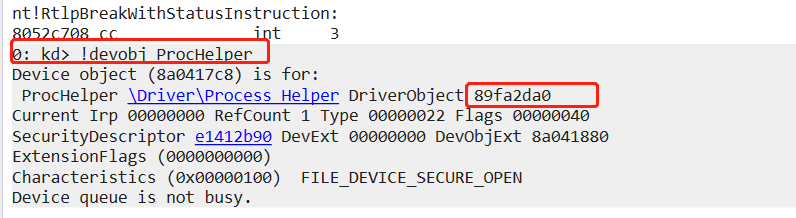 nt!RtlpBreakWithStatusInstruction:
8052c708 cc              int     3
0: kd> !devobj ProcHelper
Device object (8a0417c8) is for:
 ProcHelper \Driver\Process Helper DriverObject 89fa2da0
Current Irp 00000000 RefCount 1 Type 00000022 Flags 00000040
SecurityDescriptor e1412b90 DevExt 00000000 DevObjExt 8a041880
ExtensionFlags (0000000000)
Characteristics (0x00000100)  FILE_DEVICE_SECURE_OPEN
Device queue is not busy.